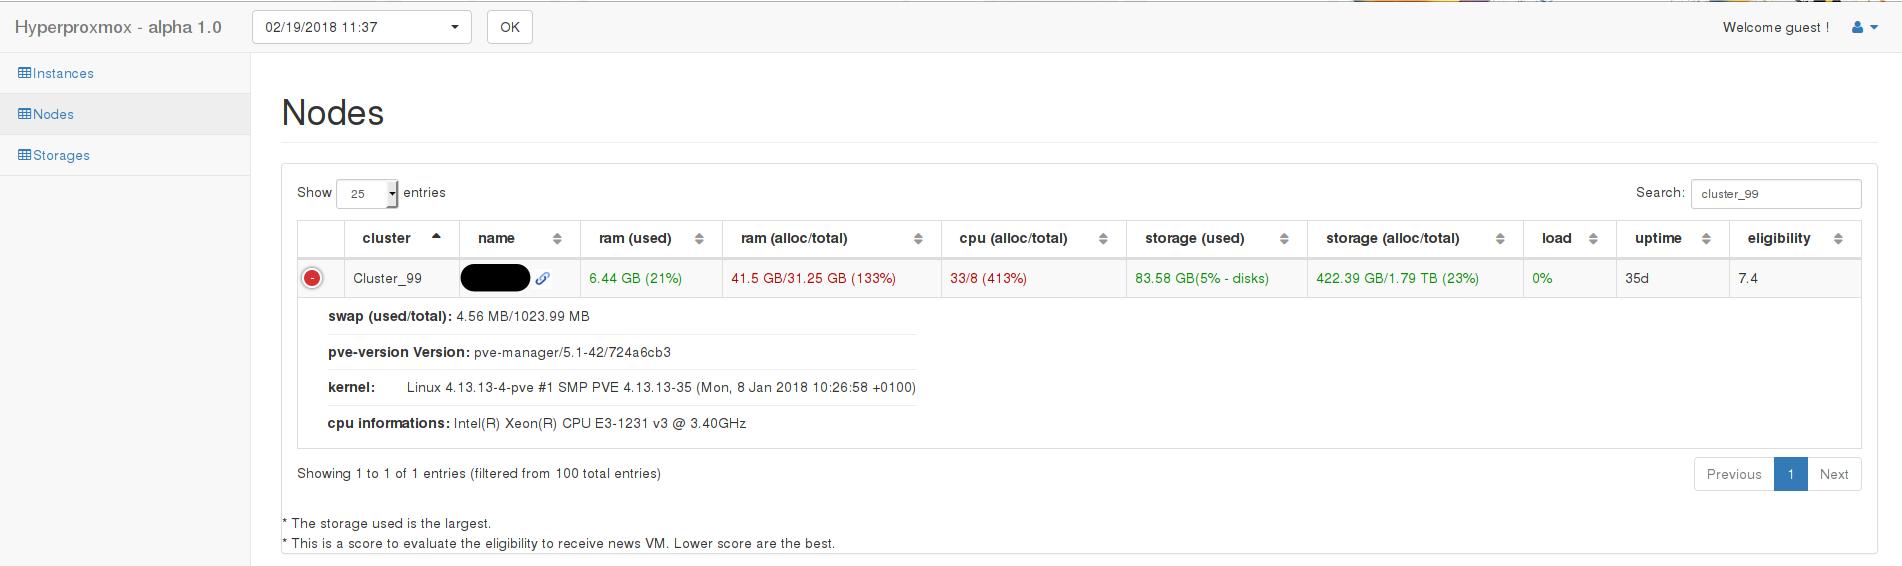 Hyperproxmox - alpha 1.0 02/19/2018 11:37 OK Welcome guest !
Instances
Nodes
Storages
Nodes
Show 25 entries Search: cluster_99
cluster name ram (used) ram (alloc/total) cpu (alloc/total) storage (used) storage (alloc/total) load uptime eligibility
- Cluster_99 6.44 GB (21%) 41.5 GB/31.25 GB (133%) 33/8 (413%) 83.58 GB(5% - disks) 422.39 GB/1.79 TB (23%) 0% 35d 7.4
swap (used/total): 4.56 MB/1023.99 MB
pve-version Version: pve-manager/5.1-42/724a6cb3
kernel: Linux 4.13.13-4-pve #1 SMP PVE 4.13.13-35 (Mon, 8 Jan 2018 10:26:58 +0100)
cpu informations: Intel(R) Xeon(R) CPU E3-1231 v3 @ 3.40GHz
Showing 1 to 1 of 1 entries (filtered from 100 total entries) Previous 1 Next
* The storage used is the largest.
* This is a score to evaluate the eligibility to receive news VM. Lower score are the best.